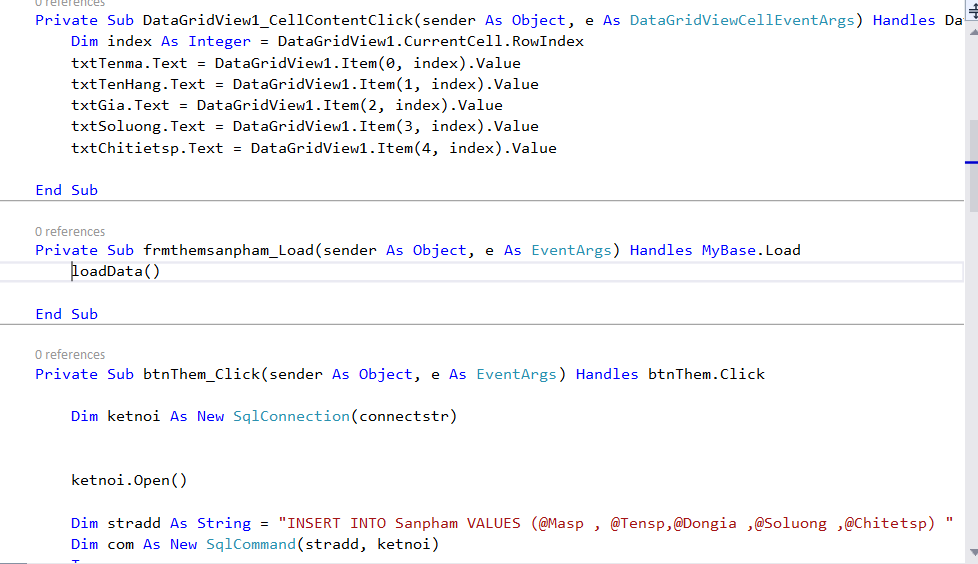 0 references
Private Sub DataGridView1_CellContentClick(sender As Object, e As DataGridViewCellEventArgs) Handles Da
Dim index As Integer = DataGridView1.CurrentCell.RowIndex
txtTenma.Text = DataGridView1.Item(0, index).Value
txtTenHang.Text = DataGridView1.Item(1, index).Value
txtGia.Text = DataGridView1.Item(2, index).Value
txtSoluong.Text = DataGridView1.Item(3, index).Value
txtChitietsp.Text = DataGridView1.Item(4, index).Value
End Sub
0 references
Private Sub frmthemsanpham_Load(sender As Object, e As EventArgs) Handles MyBase.Load
loadData()
End Sub
0 references
Private Sub btnThem_Click(sender As Object, e As EventArgs) Handles btnThem.Click
Dim ketnoi As New SqlConnection(connectstr)
ketnoi.Open()
Dim stradd As String = "INSERT INTO Sanpham VALUES (@Masp , @Tensp,@Dongia ,@Soluong ,@Chitetsp) "
Dim com As New SqlCommand(stradd, ketnoi)